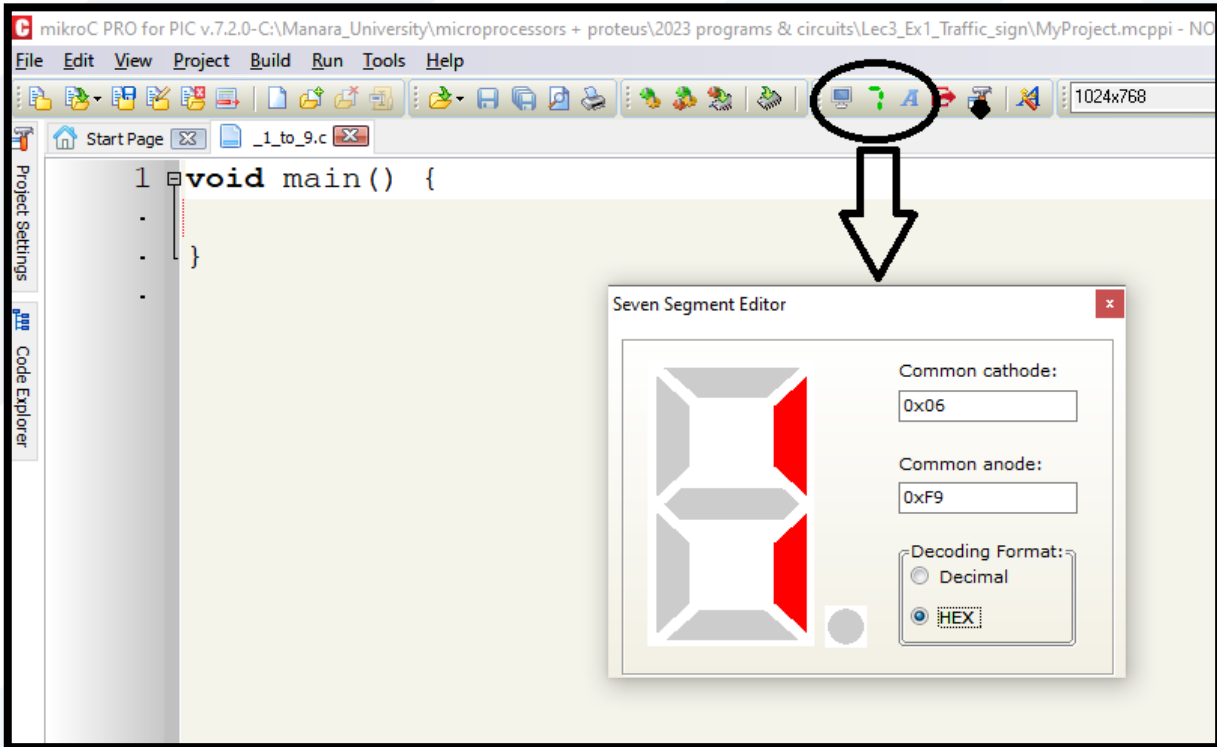 mikroC PRO for PIC v.7.2.0-C:\Manara_University\microprocessors + proteus\2023 programs & circuits\Lec3_Ex1_Traffic_sign\MyProject.mcppi - NO
File Edit View Project Build Run Tools Help
1024x768
Start Page _1_to_9.c
Project Settings
Code Explorer
1 void main() {
}
Seven Segment Editor
Common cathode:
0x06
Common anode:
0xF9
Decoding Format:
Decimal
HEX